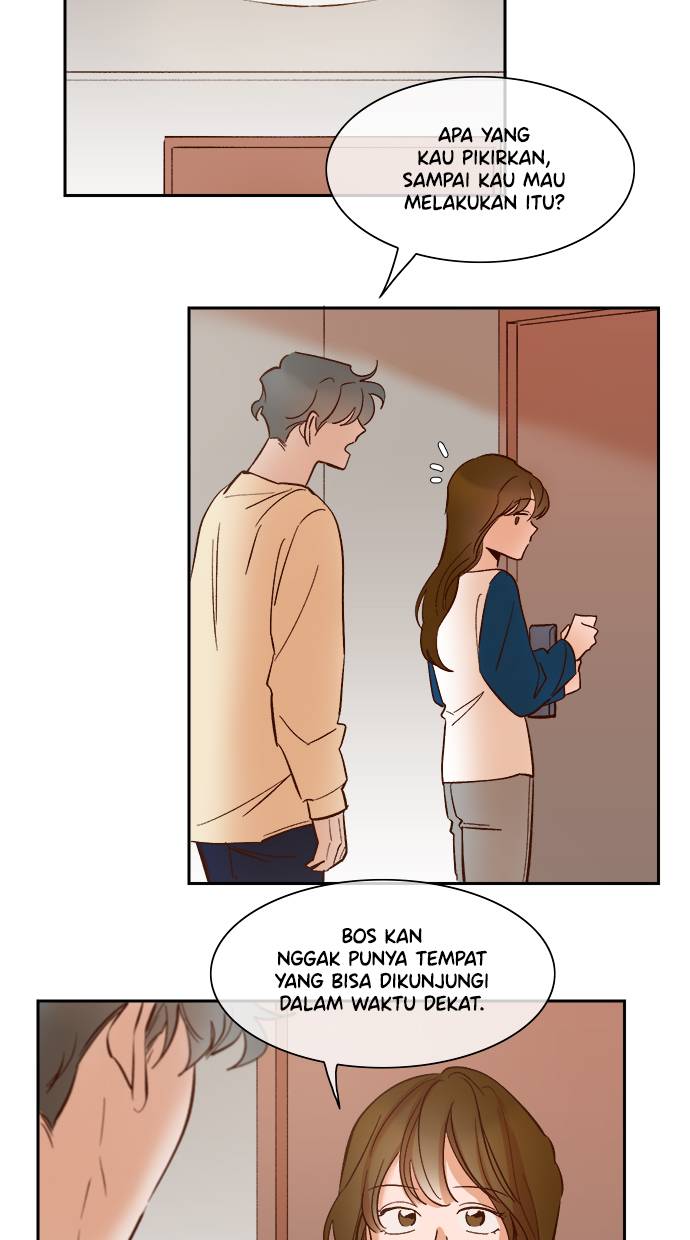 APA YANG
KAU PIKIRKAN,
SAMPAI KAU MAU
MELAKUKAN ITU?
BOS KAN
NGGAK PUNYA TEMPAT
YANG BISA DIKUNJUNGI
DALAM WAKTU DEKAT.